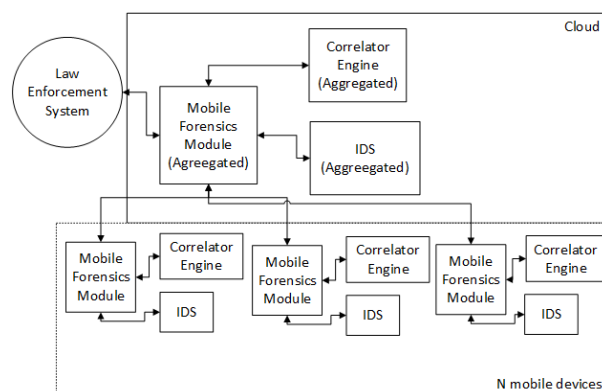 Cloud
Correlator
Engine
(Aggregated)
Law
Enforcement
System
Mobile
Forensics
Module
(Agreegated)
IDS
(Aggreegated)
Mobile
Forensics
Module
Correlator
Engine
IDS
Mobile
Forensics
Module
Correlator
Engine
IDS
Mobile
Forensics
Module
Correlator
Engine
IDS
N mobile devices